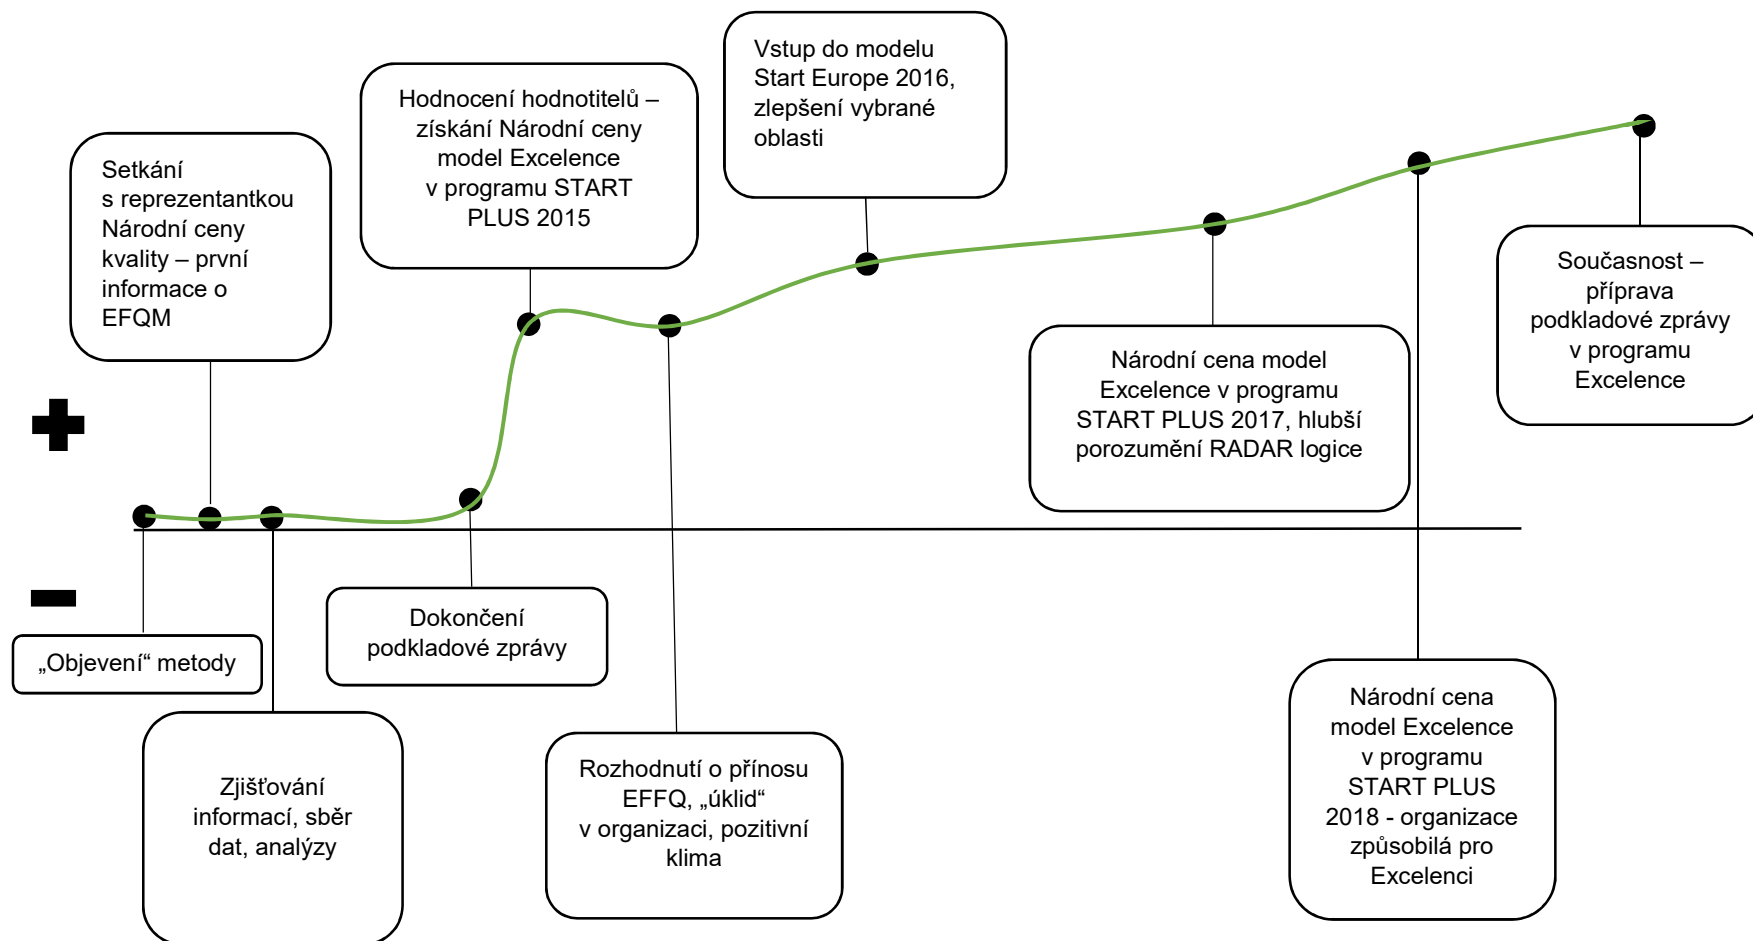 Setkání
s reprezentantkou
Národní ceny
kvality – první
informace o
EFQM
Hodnocení hodnotitelů –
získání Národní ceny
model Excelence
v programu START
PLUS 2015
Vstup do modelu
Start Europe 2016,
zlepšení vybrané
oblasti
Národní cena model
Excelence v programu
START PLUS 2017, hlubší
porozumění RADAR logice
Současnost –
příprava
podkladové zprávy
v programu
Excelence
„Objevení“ metody
Zjišťování
informací, sběr
dat, analýzy
Dokončení
podkladové zprávy
Rozhodnutí o přínosu
EFFQ, „úklid“
v organizaci, pozitivní
klima
Národní cena
model Excelence
v programu
START PLUS
2018 - organizace
způsobilá pro
Excelenci